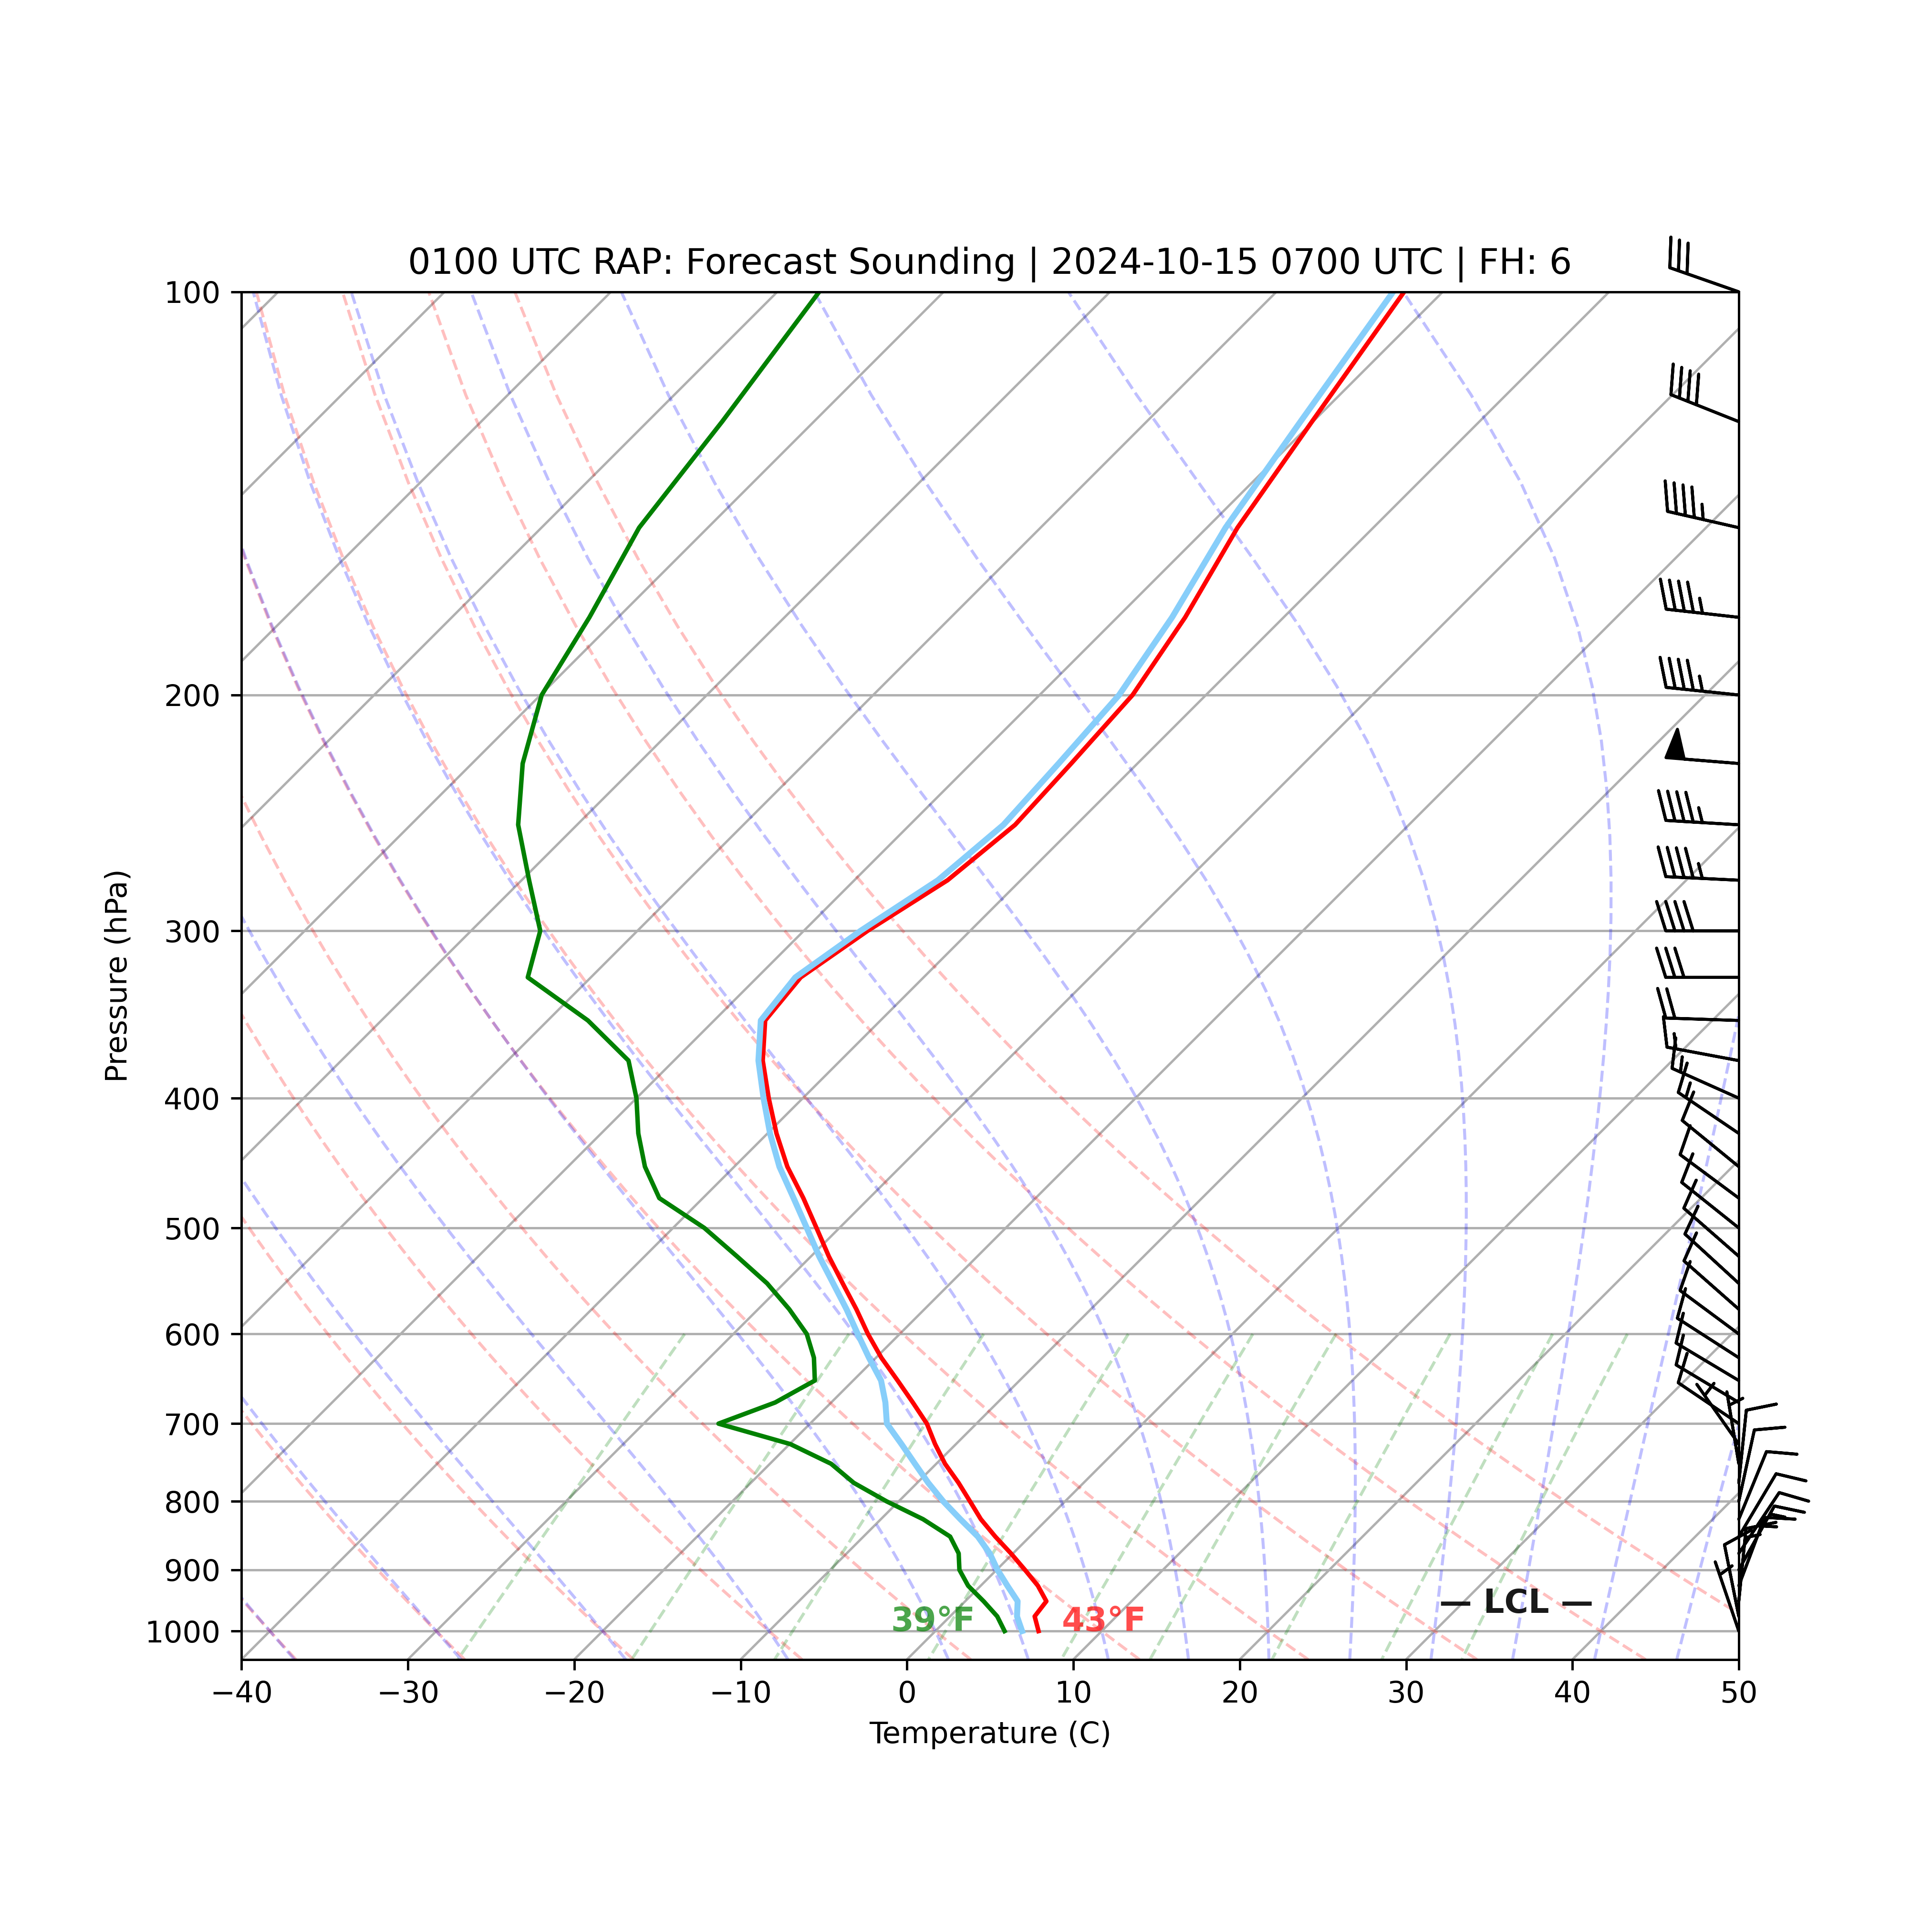 0100 UTC RAP: Forecast Sounding | 2024-10-15 0700 UTC | FH: 6
100
200
300
400
500
600
700
800
900
1000
Pressure (hPa)
39°F
43°F
— LCL —
−40 −30 −20 −10 0 10 20 30 40 50
Temperature (C)